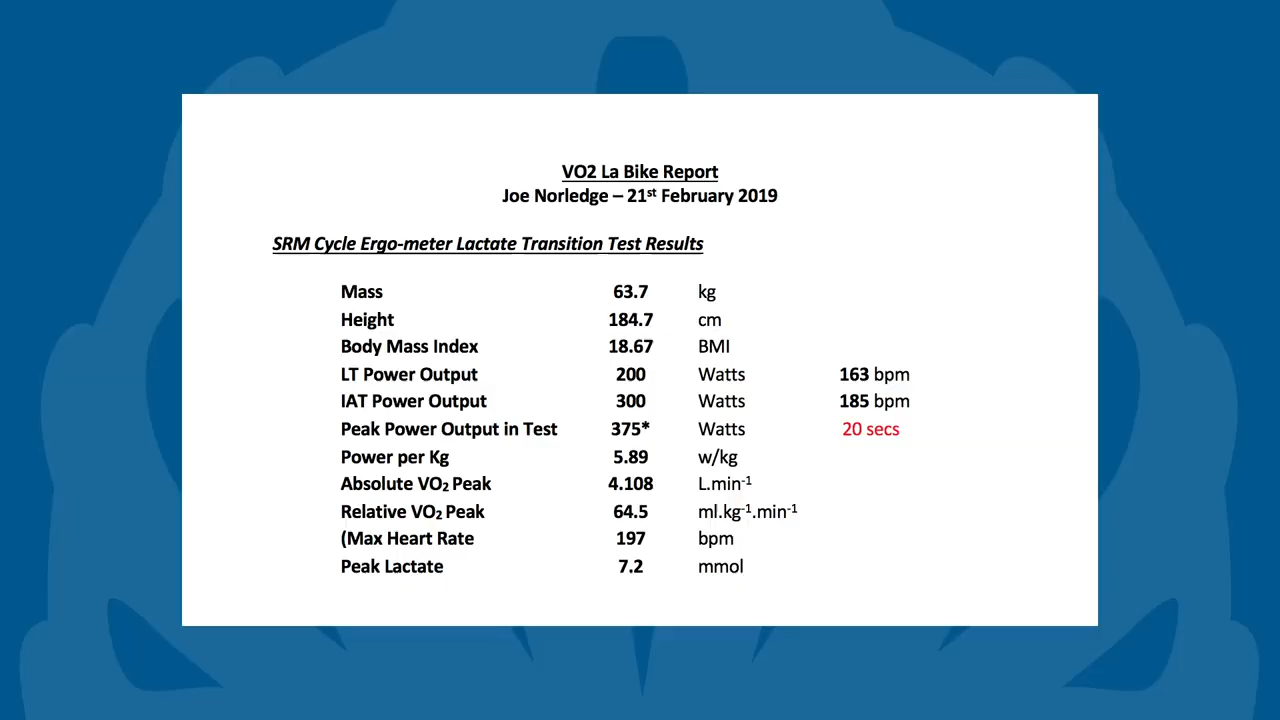 VO2 La Bike Report
Joe Norledge – 21st February 2019
SRM Cycle Ergo-meter Lactate Transition Test Results
Mass 63.7 kg
Height 184.7 cm
Body Mass Index 18.67 BMI
LT Power Output 200 Watts 163 bpm
IAT Power Output 300 Watts 185 bpm
Peak Power Output in Test 375* Watts 20 secs
Power per Kg 5.89 w/kg
Absolute VO₂ Peak 4.108 L.min⁻¹
Relative VO₂ Peak 64.5 ml.kg⁻¹.min⁻¹
(Max Heart Rate 197 bpm
Peak Lactate 7.2 mmol